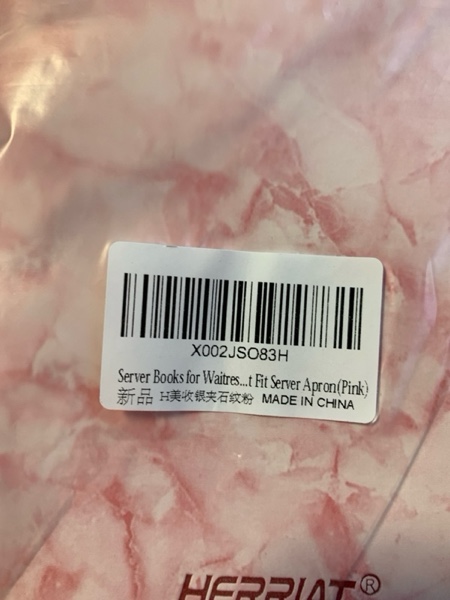 X002JSO83H
Server Books for Waitres...t Fit Server Apron(Pink)
新品 H美收银夹石纹粉 MADE IN CHINA
HERRIAT®